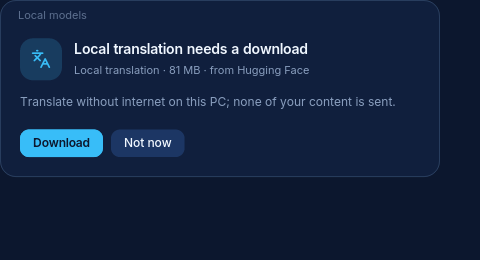 Local models
Local translation needs a download
Local translation · 81 MB · from Hugging Face
Translate without internet on this PC; none of your content is sent.
Download
Not now